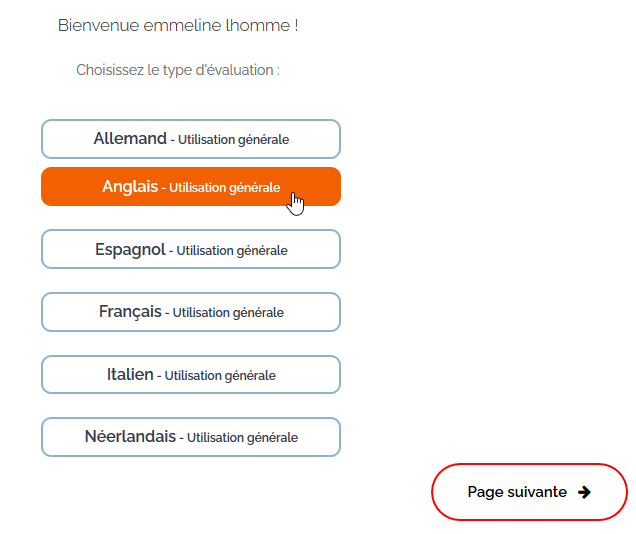 Bienvenue emmeline lhomme !
Choisissez le type d'évaluation :
Allemand - Utilisation générale
Anglais - Utilisation générale
Espagnol - Utilisation générale
Français - Utilisation générale
Italien - Utilisation générale
Néerlandais - Utilisation générale
Page suivante